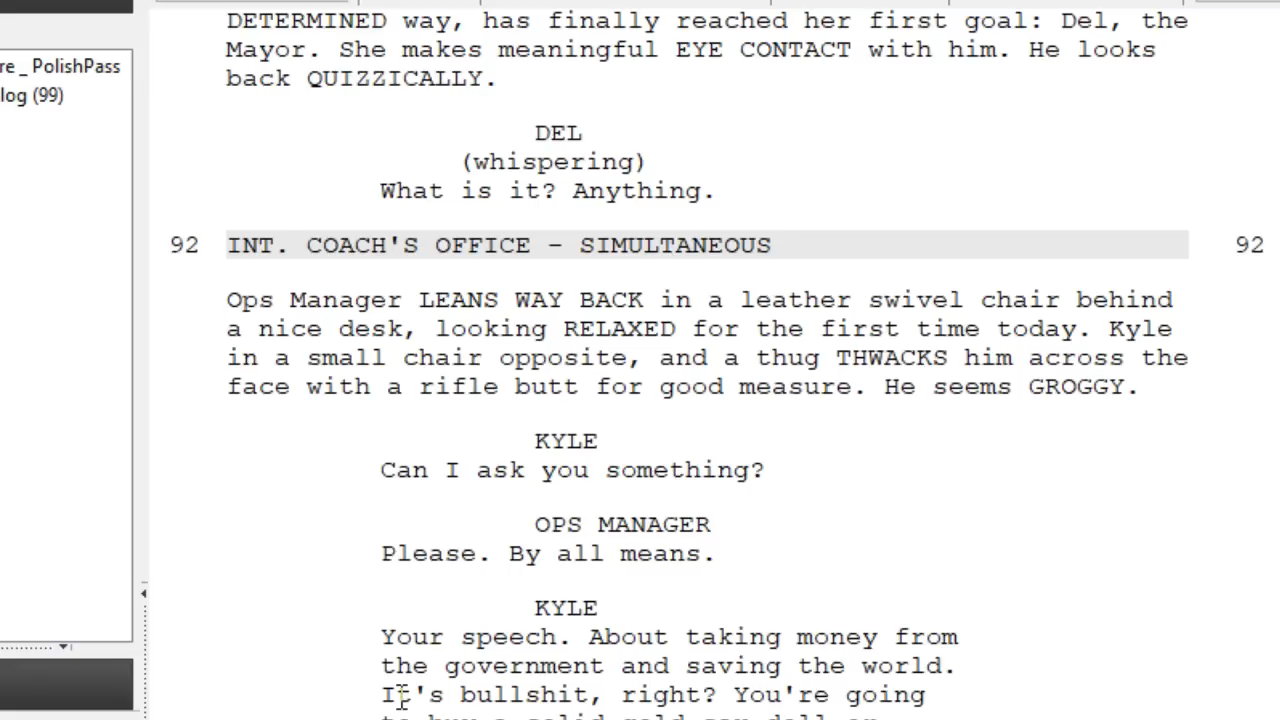 DETERMINED way, has finally reached her first goal: Del, the
re _ PolishPass
Mayor. She makes meaningful EYE CONTACT with him. He looks
log (99)
back QUIZZICALLY.
DEL
(whispering)
What is it? Anything.
92 INT. COACH'S OFFICE - SIMULTANEOUS 92
Ops Manager LEANS WAY BACK in a leather swivel chair behind
a nice desk, looking RELAXED for the first time today. Kyle
in a small chair opposite, and a thug THWACKS him across the
face with a rifle butt for good measure. He seems GROGGY.
KYLE
Can I ask you something?
OPS MANAGER
Please. By all means.
KYLE
Your speech. About taking money from
the government and saving the world.
It's bullshit, right? You're going